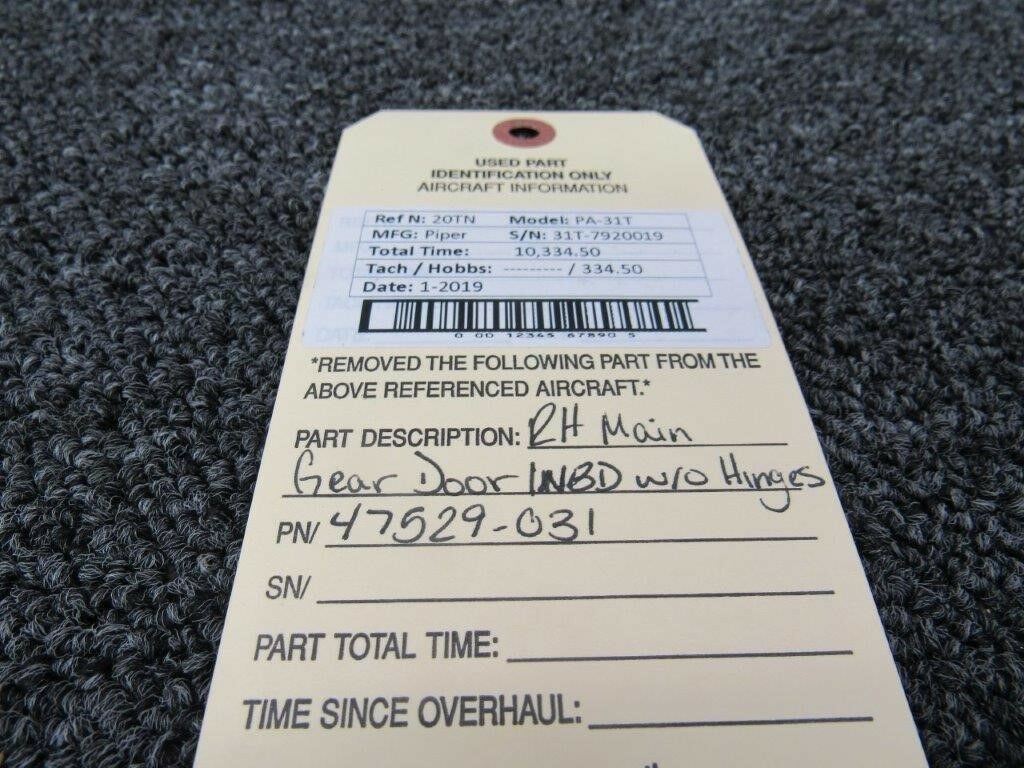 USED PART
IDENTIFICATION ONLY
AIRCRAFT INFORMATION
Ref N: 20TN Model: PA-31T
MFG: Piper S/N: 31T-7920019
Total Time: 10,334.50
Tach / Hobbs: --------- / 334.50
Date: 1-2019
0 00 12345 67890 5
*REMOVED THE FOLLOWING PART FROM THE
ABOVE REFERENCED AIRCRAFT.*
PART DESCRIPTION: RH Main
Gear Door INBD w/o Hinges
PN/ 47529-031
SN/
PART TOTAL TIME:
TIME SINCE OVERHAUL: